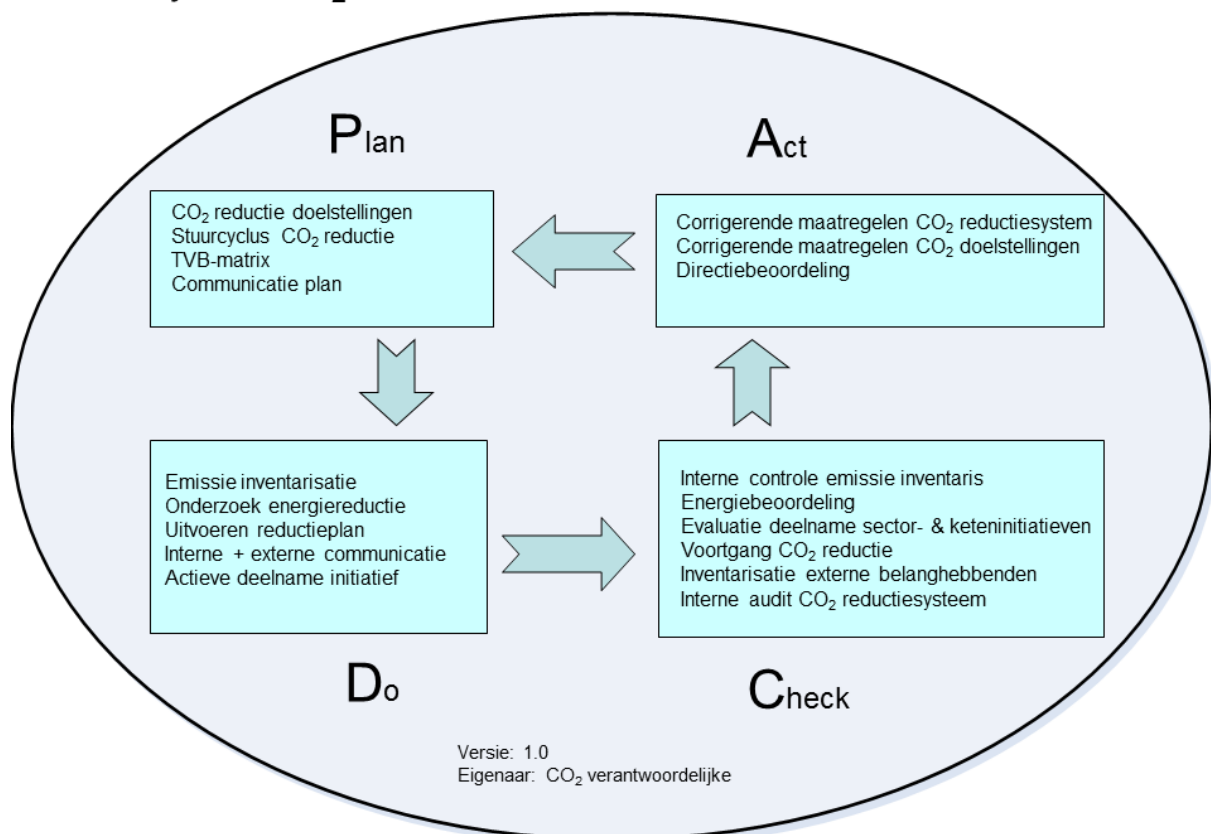 Plan
CO₂ reductie doelstellingen
Stuurcyclus CO₂ reductie
TVB-matrix
Communicatie plan
Act
Corrigerende maatregelen CO₂ reductiesystem
Corrigerende maatregelen CO₂ doelstellingen
Directiebeoordeling
Emissie inventarisatie
Onderzoek energiereductie
Uitvoeren reductieplan
Interne + externe communicatie
Actieve deelname initiatief
Do
Interne controle emissie inventaris
Energiebeoordeling
Evaluatie deelname sector- & keteninitiatieven
Voortgang CO₂ reductie
Inventarisatie externe belanghebbenden
Interne audit CO₂ reductiesysteem
Check
Versie: 1.0
Eigenaar: CO₂ verantwoordelijke